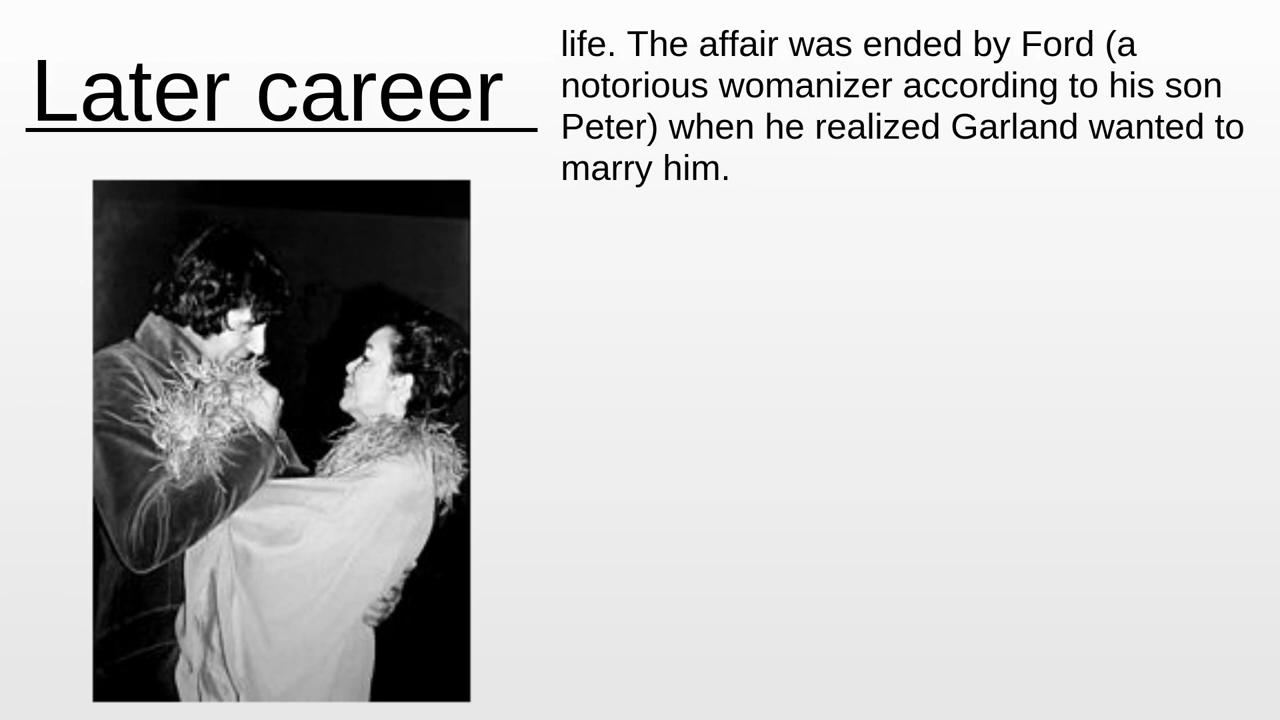 Later career
life. The affair was ended by Ford (a
notorious womanizer according to his son
Peter) when he realized Garland wanted to
marry him.